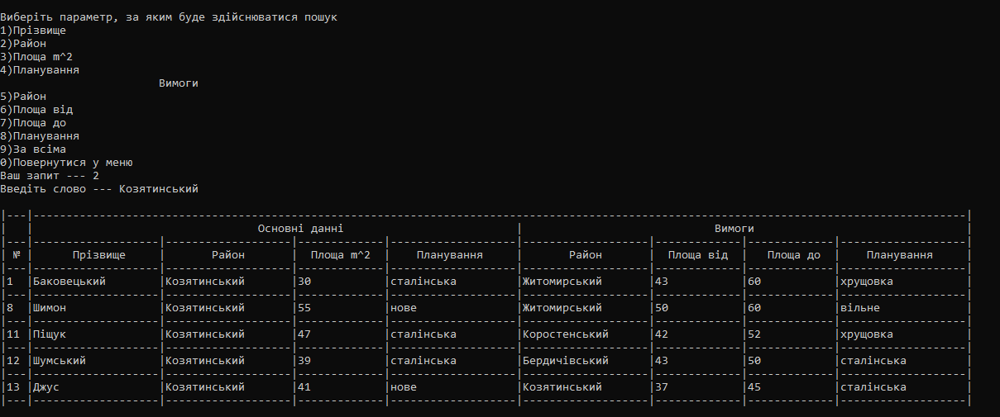 Виберіть параметр, за яким буде здійснюватися пошук
1)Прізвище
2)Район
3)Площа m^2
4)Планування
Вимоги
5)Район
6)Площа від
7)Площа до
8)Планування
9)За всіма
0)Повернутися у меню
Ваш запит --- 2
Введіть слово --- Козятинський
Основні данні | Вимоги
№ | Прізвище | Район | Площа m^2 | Планування | Район | Площа від | Площа до | Планування
1 | Баковецький | Козятинський | 30 | сталінська | Житомирський | 43 | 60 | хрущовка
8 | Шимон | Козятинський | 55 | нове | Житомирський | 50 | 60 | вільне
11 | Піщук | Козятинський | 47 | сталінська | Коростенський | 42 | 52 | хрущовка
12 | Шумський | Козятинський | 39 | сталінська | Бердичівський | 43 | 50 | сталінська
13 | Джус | Козятинський | 41 | нове | Козятинський | 37 | 45 | сталінська